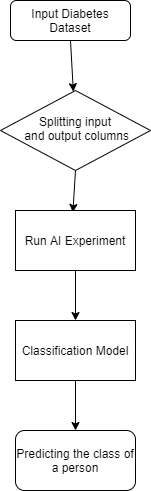 Input Diabetes
Dataset
Splitting input
and output columns
Run AI Experiment
Classification Model
Predicting the class of
a person